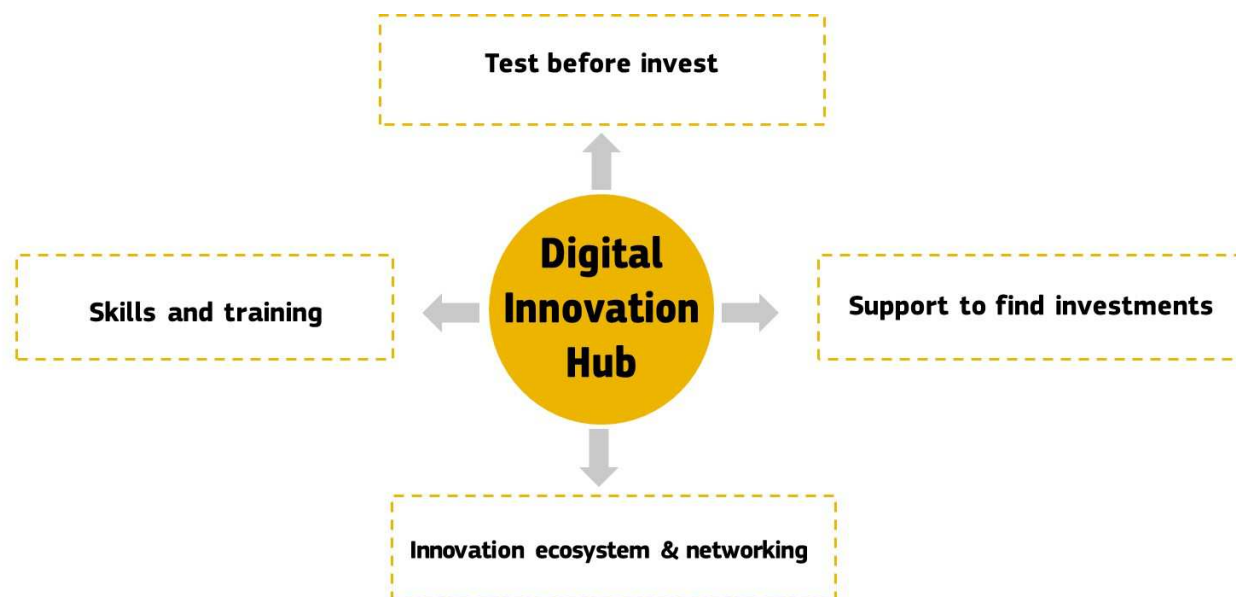 Test before invest
Digital
Innovation
Hub
Skills and training
Support to find investments
Innovation ecosystem & networking